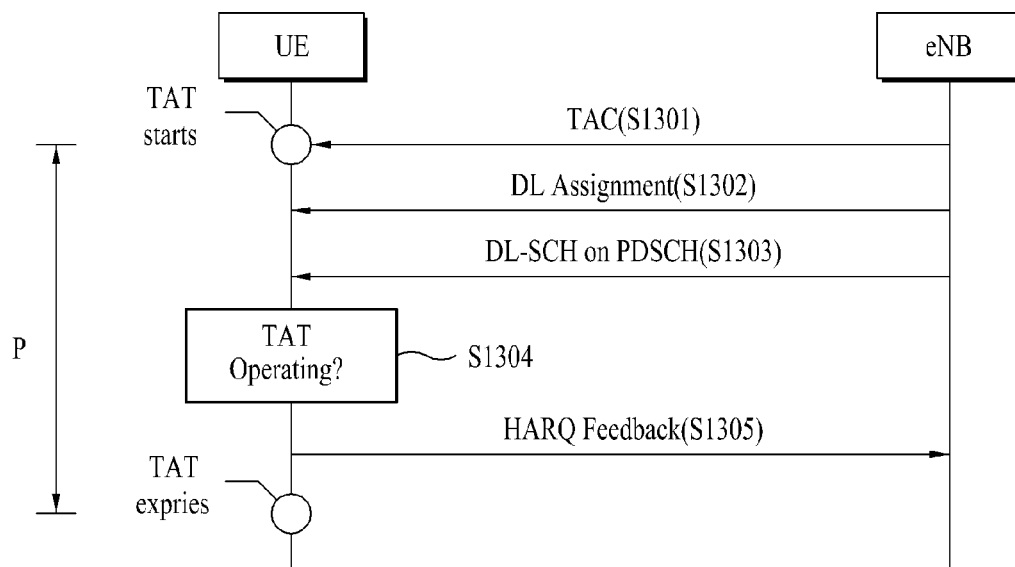 UE
eNB
TAT
starts
TAC(S1301)
DL Assignment(S1302)
DL-SCH on PDSCH(S1303)
TAT
Operating?
S1304
P
HARQ Feedback(S1305)
TAT
expries